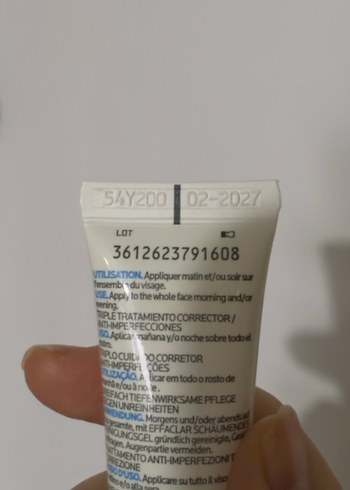 54Y200 02-2027
LOT
3612623791608
UTILISATION. Appliquer matin et/ou soir sur
l'ensemble du visage.
USE. Apply to the whole face morning and/or
evening.
TRIPLE TRATAMIENTO CORRECTOR /
ANTI-IMPERFECCIONES
USO. Aplicar mañana y/o noche sobre todo el
TRIPLO CUIDADO CORRETOR
ANTI-IMPERFEIÇÕES
UTILIZAÇÃO. Aplicar em todo o rosto de
manhã e/ou à noite.
DREIFACH TIEFENWIRKSAME PFLEGE
GEGEN UNREINHEITEN
ANWENDUNG. Morgens und/oder abends auf
gesamte, mit EFFACLAR SCHÄUMENDES
REINIGUNGSGEL gründlich gereinigte,
Augenpartie vermeiden.
TRATTAMENTO ANTI-IMPERFEZIONI
D'USO. Applicare su tutto il viso
mattina e/o alla sera.